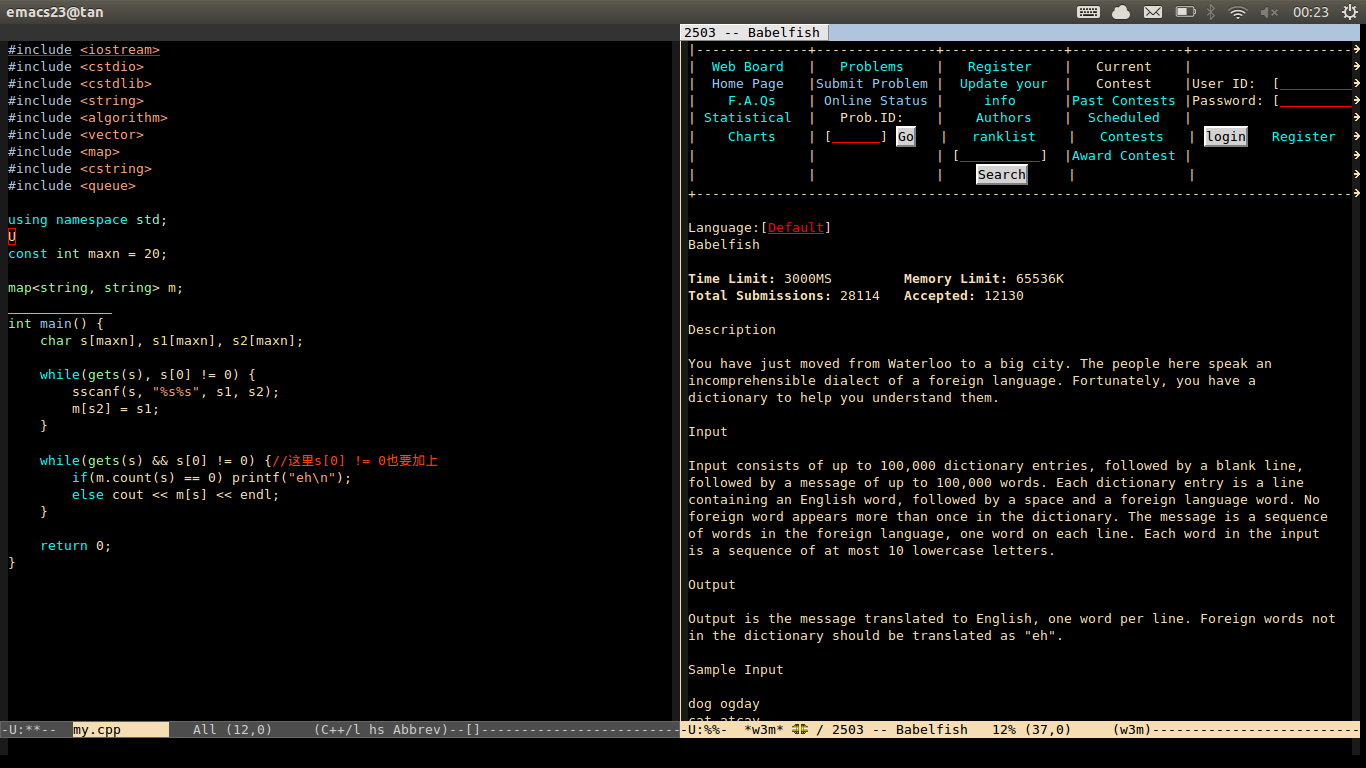 emacs23@tan
00:23
#include <iostream>
#include <cstdio>
#include <cstdlib>
#include <string>
#include <algorithm>
#include <vector>
#include <map>
#include <cstring>
#include <queue>
using namespace std;
U
const int maxn = 20;
map<string, string> m;
int main() {
    char s[maxn], s1[maxn], s2[maxn];
    while(gets(s), s[0] != 0) {
        sscanf(s, "%s%s", s1, s2);
        m[s2] = s1;
    }
    while(gets(s) && s[0] != 0) {//这里s[0] != 0也要加上
        if(m.count(s) == 0) printf("eh\n");
        else cout << m[s] << endl;
    }
    return 0;
}
-U:**--  my.cpp         All (12,0)     (C++/l hs Abbrev)--[]-------------------------
2503 -- Babelfish
|--------------+---------------+---------------+--------------+--------------------
|  Web Board   |   Problems    |   Register    |   Current    |
|  Home Page   |Submit Problem |  Update your  |   Contest    |User ID:  [_________
|    F.A.Qs    | Online Status |     info      |Past Contests |Password: [_________
| Statistical  |   Prob.ID:    |    Authors    |  Scheduled   |
|    Charts    | [______] Go   |   ranklist    |   Contests   | login   Register
|              |               | [__________]  |Award Contest |
|              |               |    Search     |              |
+----------------------------------------------------------------------------------
Language:[Default]
Babelfish
Time Limit: 3000MS         Memory Limit: 65536K
Total Submissions: 28114   Accepted: 12130
Description
You have just moved from Waterloo to a big city. The people here speak an
incomprehensible dialect of a foreign language. Fortunately, you have a
dictionary to help you understand them.
Input
Input consists of up to 100,000 dictionary entries, followed by a blank line,
followed by a message of up to 100,000 words. Each dictionary entry is a line
containing an English word, followed by a space and a foreign language word. No
foreign word appears more than once in the dictionary. The message is a sequence
of words in the foreign language, one word on each line. Each word in the input
is a sequence of at most 10 lowercase letters.
Output
Output is the message translated to English, one word per line. Foreign words not
in the dictionary should be translated as "eh".
Sample Input
dog ogday
cat atcay
-U:%%-  *w3m* / 2503 -- Babelfish   12% (37,0)     (w3m)--------------------------